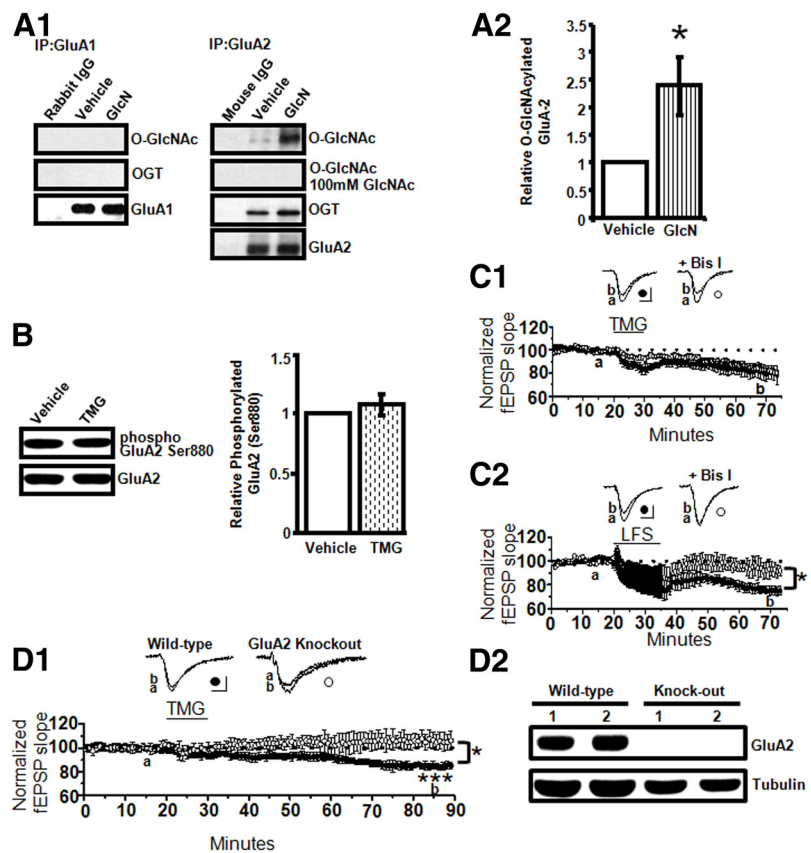 A1
IP:GluA1
Rabbit IgG
Vehicle
GlcN
O-GlcNAc
OGT
GluA1
IP:GluA2
Mouse IgG
Vehicle
GlcN
O-GlcNAc
O-GlcNAc
100mM GlcNAc
OGT
GluA2
A2
Relative O-GlcNAcylated
GluA-2
3.5
3
2.5
2
1.5
1
0.5
0
*
Vehicle
GlcN
B
Vehicle
TMG
phospho
GluA2 Ser880
GluA2
Relative Phosphorylated
GluA2 (Ser880)
1.5
1
0.5
0
Vehicle
TMG
C1
+ Bis I
b
a
b
a
TMG
Normalized
fEPSP slope
120
100
80
60
a
b
0 10 20 30 40 50 60 70
Minutes
C2
+ Bis I
b
a
a
LFS
Normalized
fEPSP slope
120
100
80
60
a
b
*
0 10 20 30 40 50 60 70
Minutes
D1
Wild-type
GluA2 Knockout
b
a
a
b
TMG
Normalized
fEPSP slope
120
100
80
60
a
*
***
b
0 10 20 30 40 50 60 70 80 90
Minutes
D2
Wild-type
Knock-out
1 2 1 2
GluA2
Tubulin